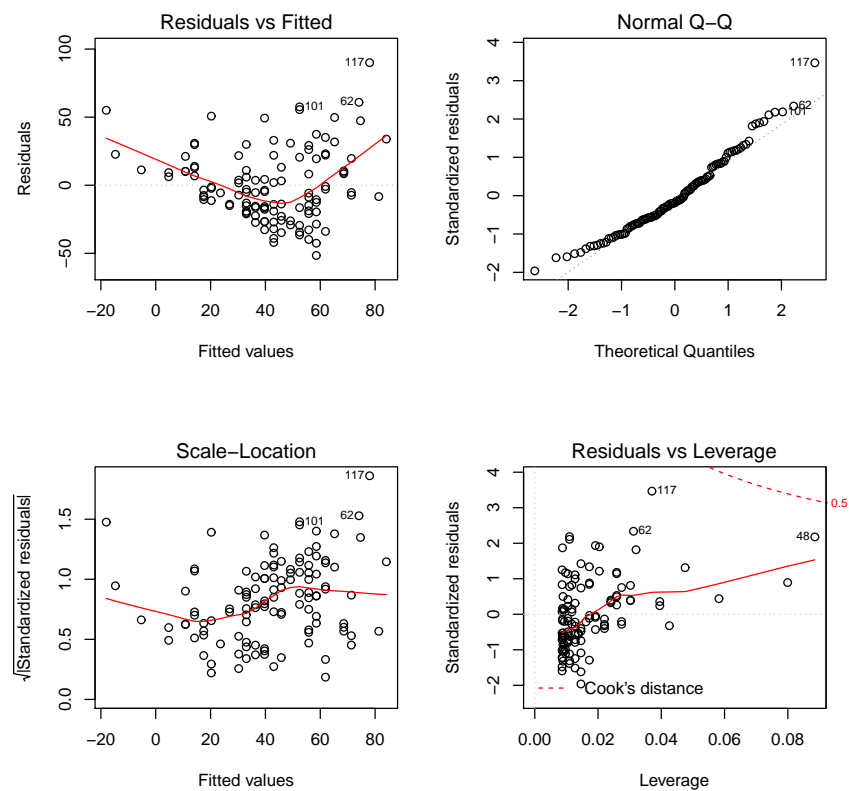 Residuals vs Fitted
Residuals
100
50
0
−50
117
101
62
−20 0 20 40 60 80
Fitted values
Normal Q−Q
Standardized residuals
4
3
2
1
0
−1
−2
117
62
101
−2 −1 0 1 2
Theoretical Quantiles
Scale−Location
√|Standardized residuals|
1.5
1.0
0.5
0.0
117
62
101
−20 0 20 40 60 80
Fitted values
Residuals vs Leverage
Standardized residuals
4
3
2
1
0
−1
−2
117
62
48
0.5
Cook's distance
0.00 0.02 0.04 0.06 0.08
Leverage